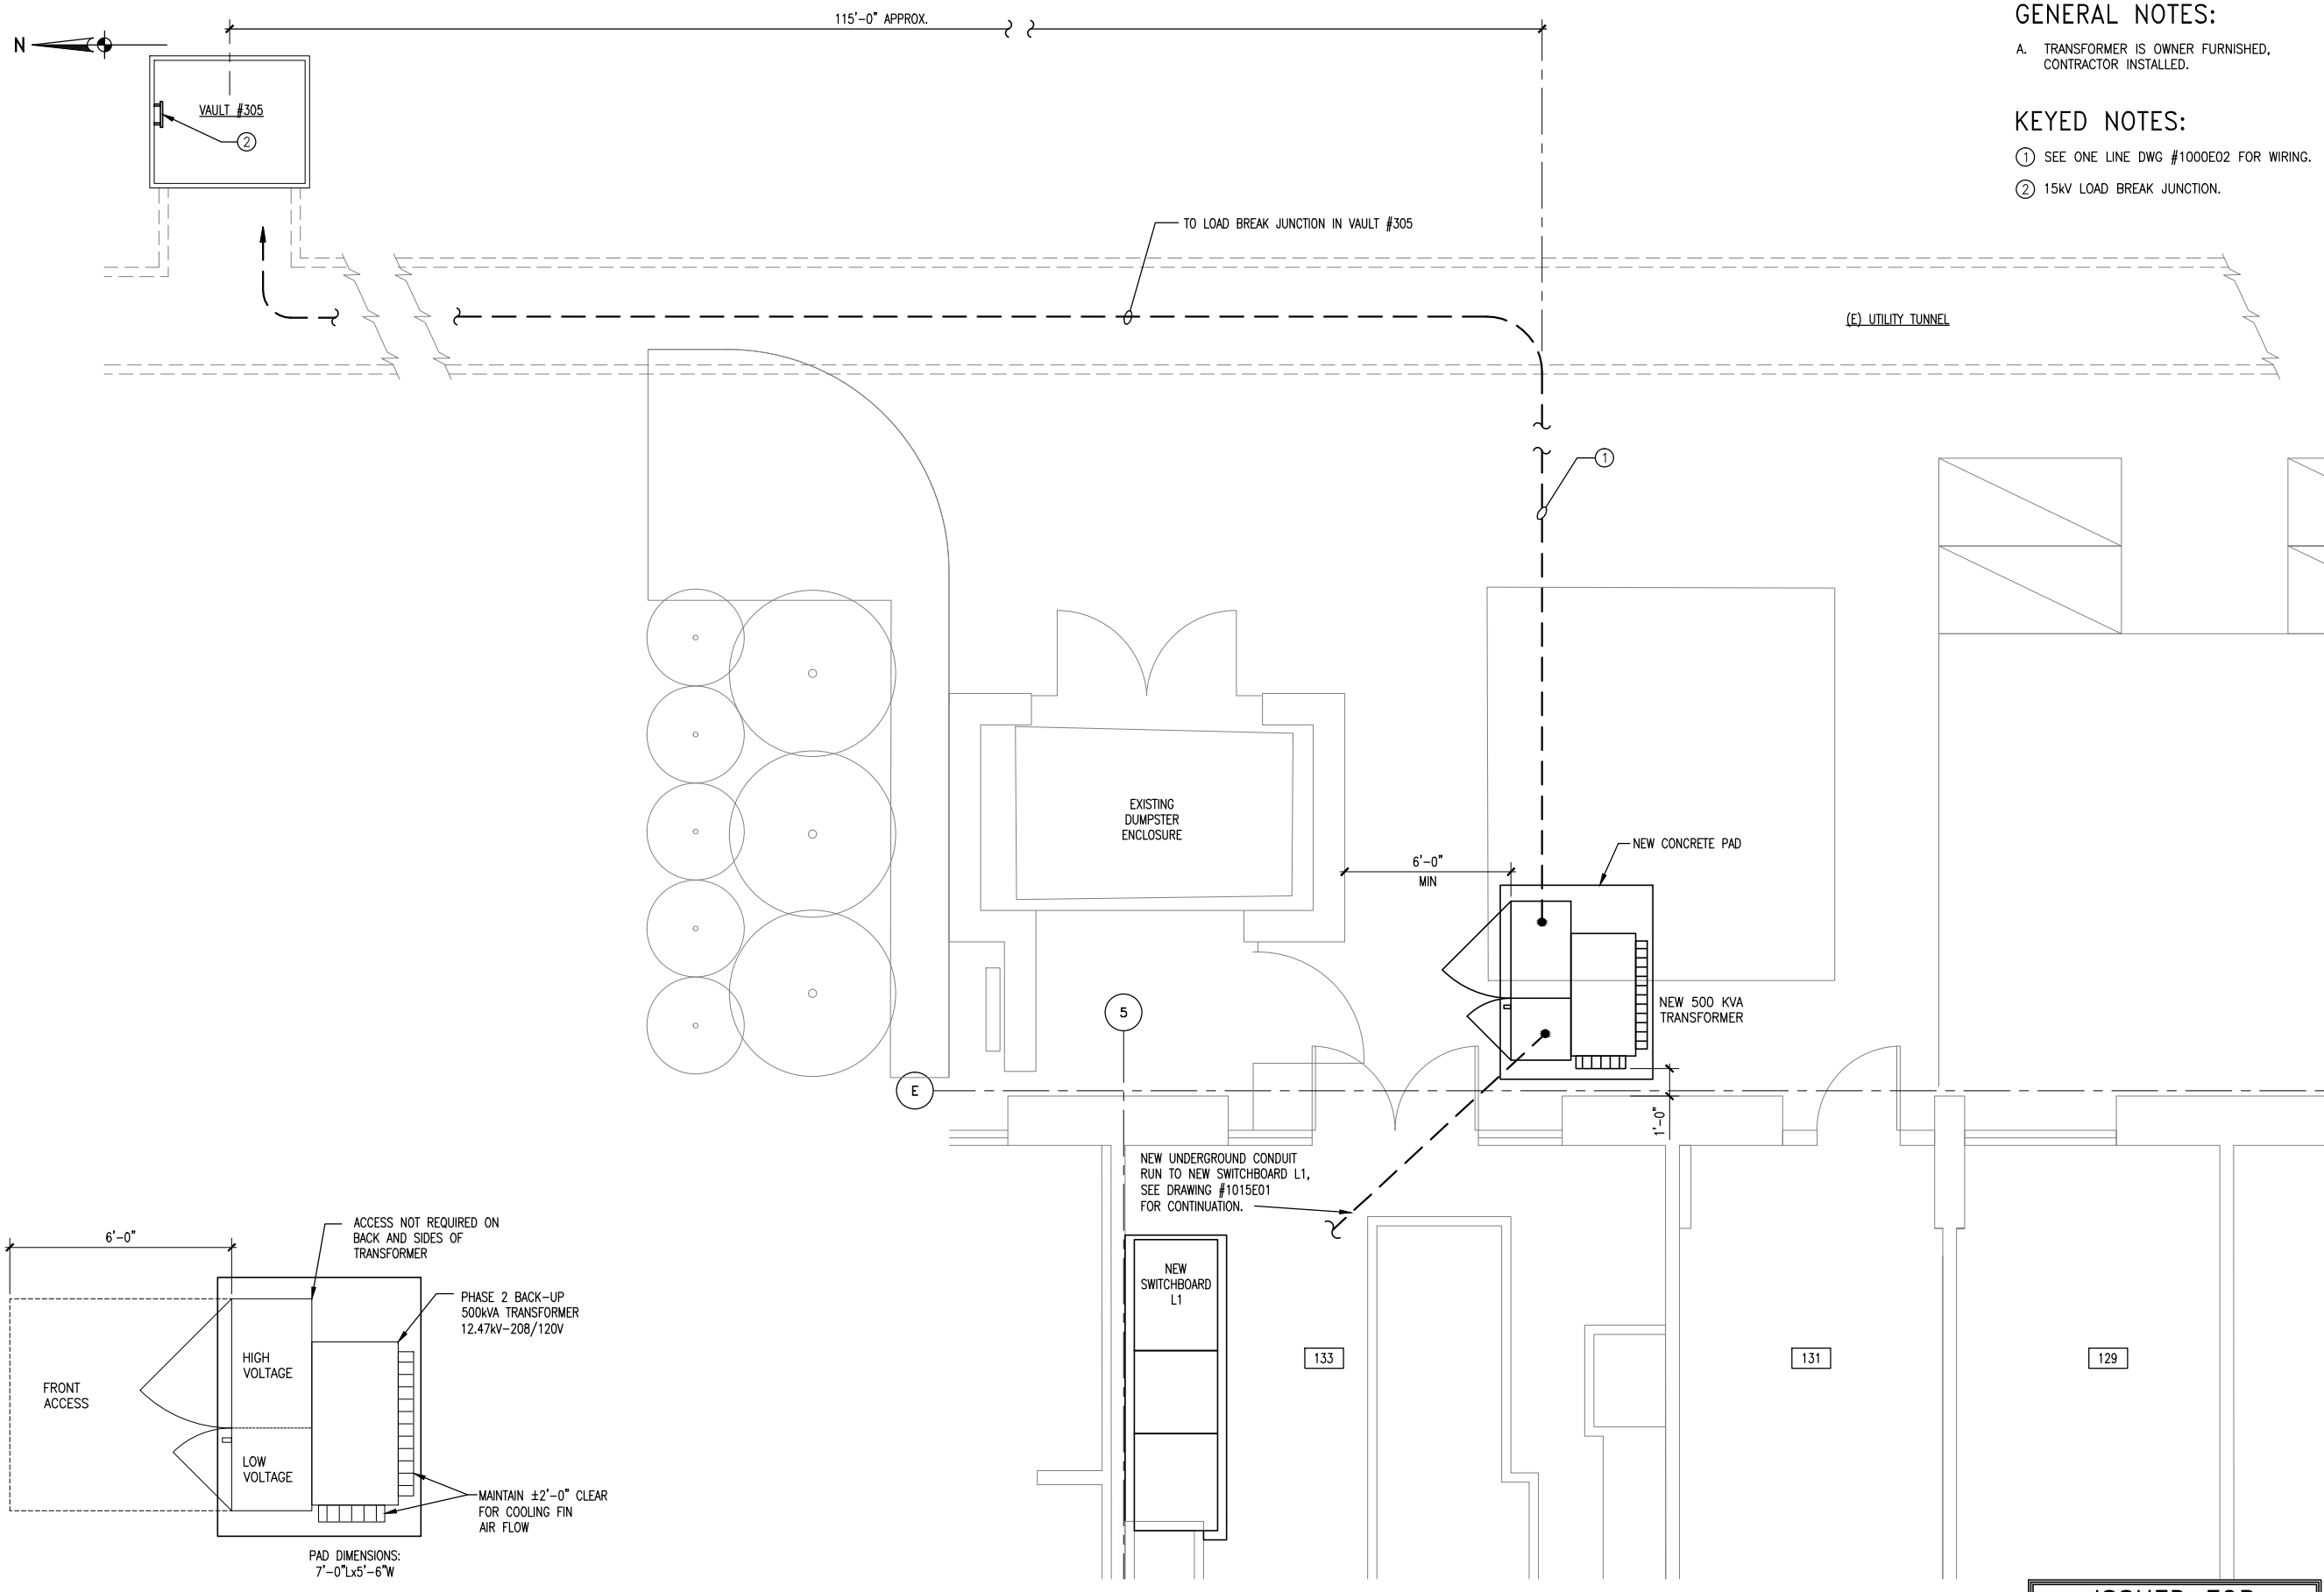 115'-0" APPROX.
N
VAULT #305
2
GENERAL NOTES:
A. TRANSFORMER IS OWNER FURNISHED,
CONTRACTOR INSTALLED.
KEYED NOTES:
1 SEE ONE LINE DWG #1000E02 FOR WIRING.
2 15kV LOAD BREAK JUNCTION.
TO LOAD BREAK JUNCTION IN VAULT #305
(E) UTILITY TUNNEL
1
EXISTING
DUMPSTER
ENCLOSURE
6'-0"
MIN
NEW CONCRETE PAD
NEW 500 KVA
TRANSFORMER
5
E
1'-0"
NEW UNDERGROUND CONDUIT
RUN TO NEW SWITCHBOARD L1,
SEE DRAWING #1015E01
FOR CONTINUATION.
NEW
SWITCHBOARD
L1
133
131
129
6'-0"
ACCESS NOT REQUIRED ON
BACK AND SIDES OF
TRANSFORMER
PHASE 2 BACK-UP
500kVA TRANSFORMER
12.47kV-208/120V
HIGH
VOLTAGE
FRONT
ACCESS
LOW
VOLTAGE
MAINTAIN ±2'-0" CLEAR
FOR COOLING FIN
AIR FLOW
PAD DIMENSIONS:
7'-0"Lx5'-6"W